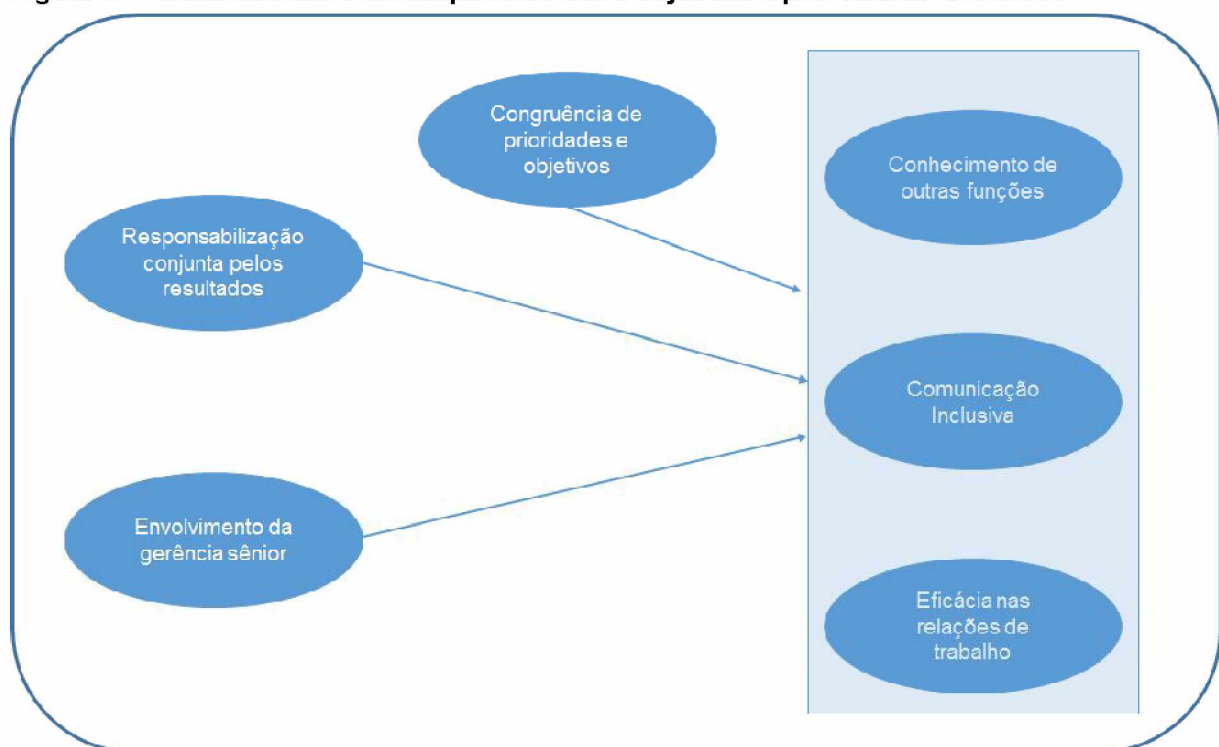 Congruência de
prioridades e
objetivos
Conhecimento de
outras funções
Responsabilização
conjunta pelos
resultados
Comunicação
Inclusiva
Envolvimento da
gerência sênior
Eficácia nas
relações de
trabalho